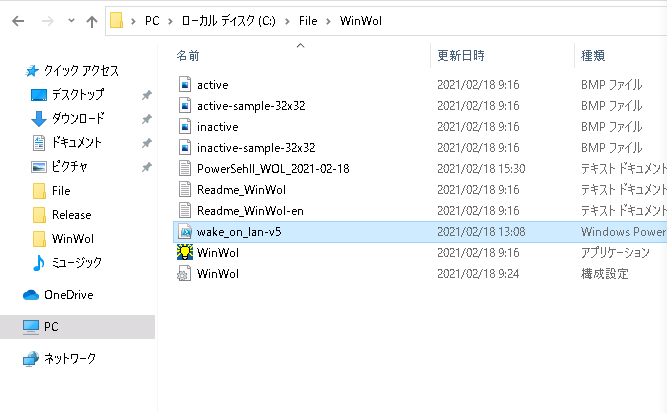 PC › ローカル ディスク (C:) › File › WinWol
名前 更新日時 種類
クイック アクセス
デスクトップ
ダウンロード
ドキュメント
ピクチャ
File
Release
WinWol
ミュージック
OneDrive
PC
ネットワーク
active 2021/02/18 9:16 BMP ファイル
active-sample-32x32 2021/02/18 9:16 BMP ファイル
inactive 2021/02/18 9:16 BMP ファイル
inactive-sample-32x32 2021/02/18 9:16 BMP ファイル
PowerSehll_WOL_2021-02-18 2021/02/18 15:30 テキスト ドキュメント
Readme_WinWol 2021/02/18 9:16 テキスト ドキュメント
Readme_WinWol-en 2021/02/18 9:16 テキスト ドキュメント
wake_on_lan-v5 2021/02/18 13:08 Windows Power
WinWol 2021/02/18 9:16 アプリケーション
WinWol 2021/02/18 9:24 構成設定